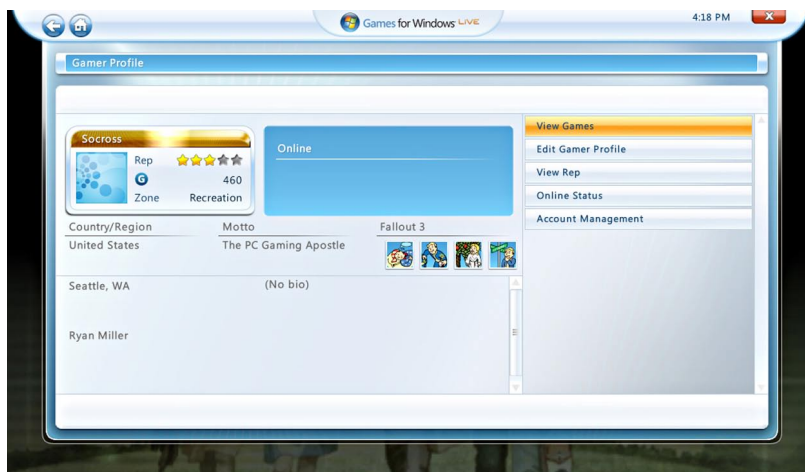 Games for Windows LIVE
4:18 PM
X
Gamer Profile
Socross
Rep
G
460
Zone
Recreation
Online
Country/Region
Motto
Fallout 3
United States
The PC Gaming Apostle
Seattle, WA
(No bio)
Ryan Miller
View Games
Edit Gamer Profile
View Rep
Online Status
Account Management